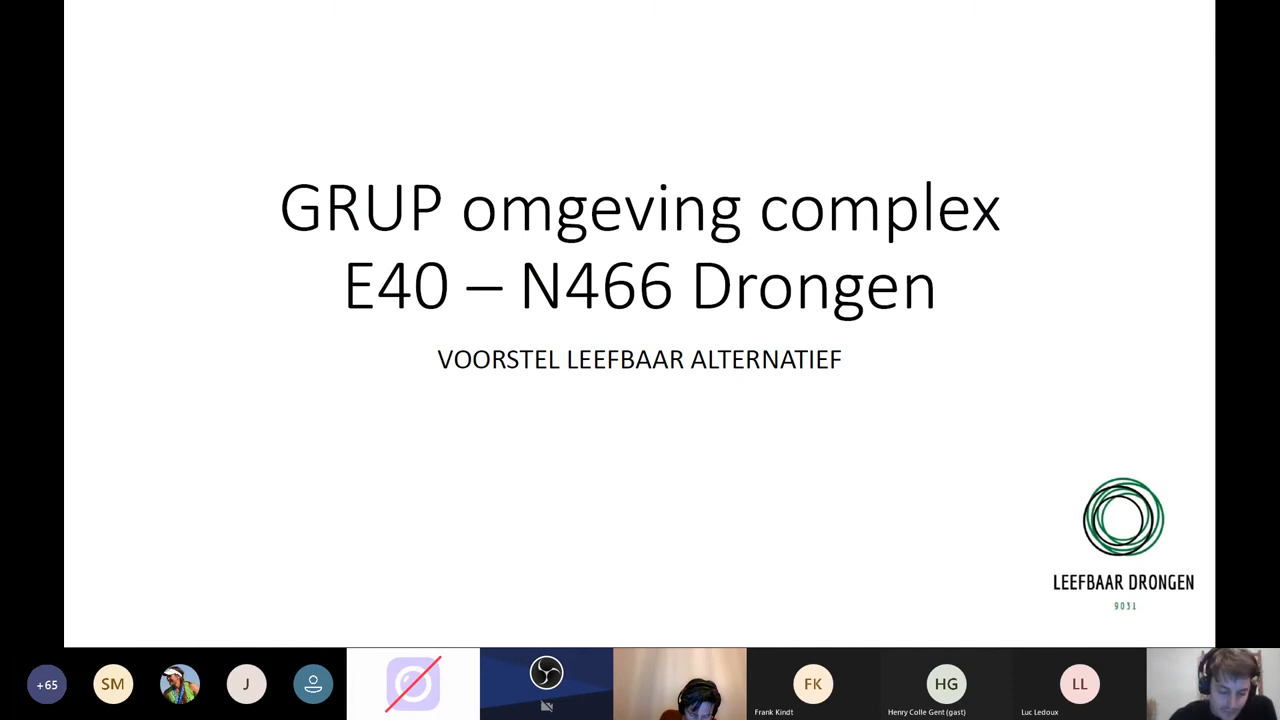 GRUP omgeving complex
E40 – N466 Drongen
VOORSTEL LEEFBAAR ALTERNATIEF
LEEFBAAR DRONGEN
9031
+65
SM
J
FK
HG
LL
Frank Kindt
Henry Colle Gent (gast)
Luc Ledoux